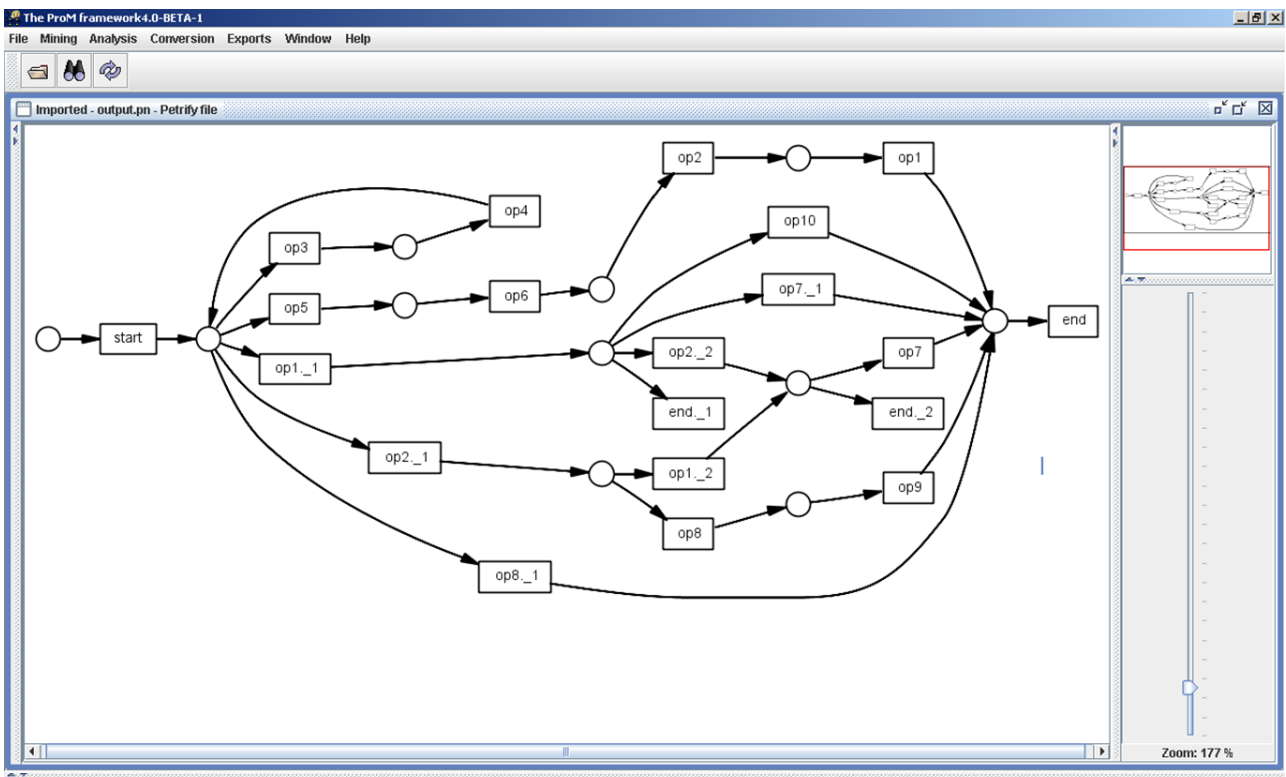 The ProM framework4.0-BETA-1
File Mining Analysis Conversion Exports Window Help
Imported - output.pn - Petrify file
op2 op1
op4
op10
op3
op7._1
op5 op6
start end
op2._2 op7
op1._1
end._1 end._2
op2._1
op1._2
op9
op8
op8._1
Zoom: 177 %